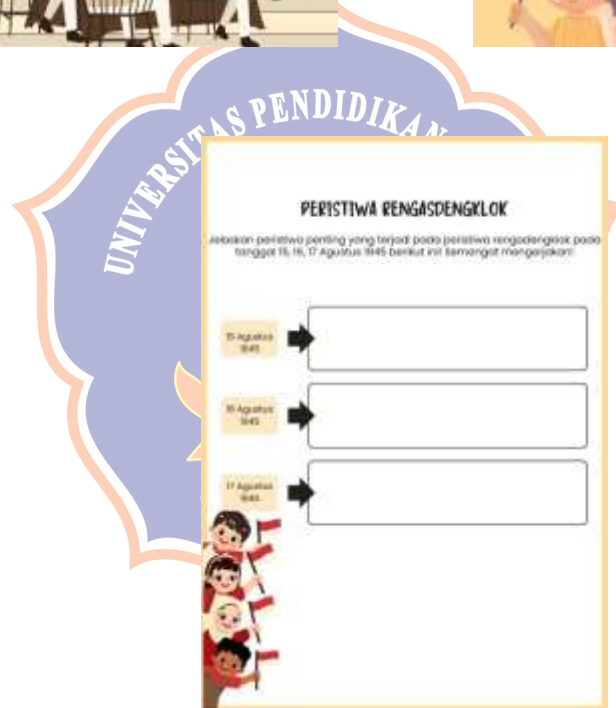 UNIVERSITAS PENDIDIKAN
PERISTIWA RENGASDENGKLOK
Jelaskan peristiwa penting yang terjadi pada peristiwa rengasdengklok pada
tanggal 15, 16, 17 Agustus 1945 berikut ini! Semangat mengerjakan!
15 Agustus
1945
16 Agustus
1945
17 Agustus
1945